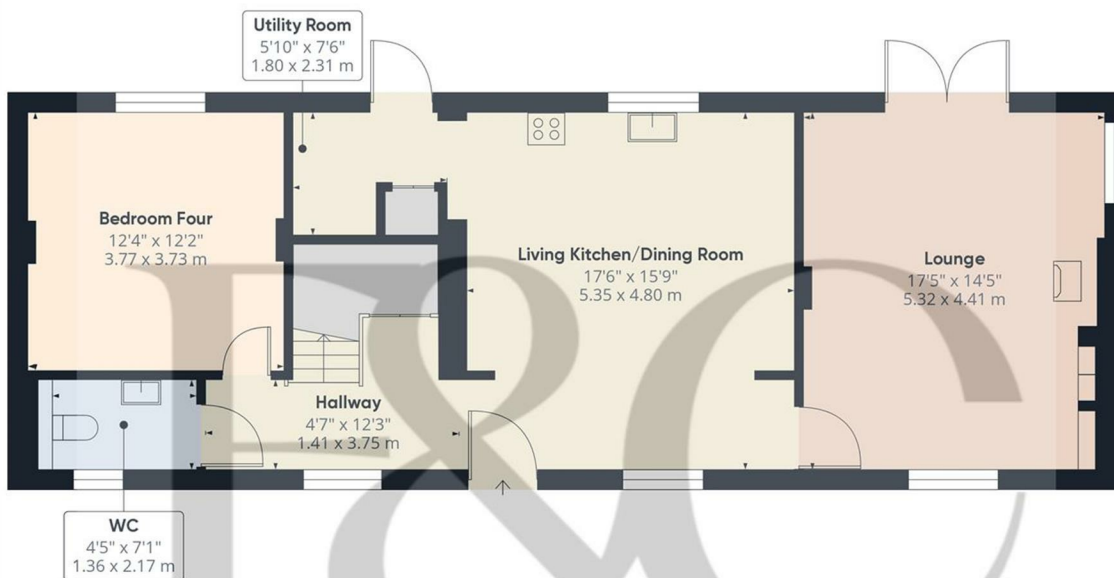 Utility Room
5'10" x 7'6"
1.80 x 2.31 m
Bedroom Four
12'4" x 12'2"
3.77 x 3.73 m
Living Kitchen/Dining Room
17'6" x 15'9"
5.35 x 4.80 m
Lounge
17'5" x 14'5"
5.32 x 4.41 m
Hallway
4'7" x 12'3"
1.41 x 3.75 m
WC
4'5" x 7'1"
1.36 x 2.17 m
F&C